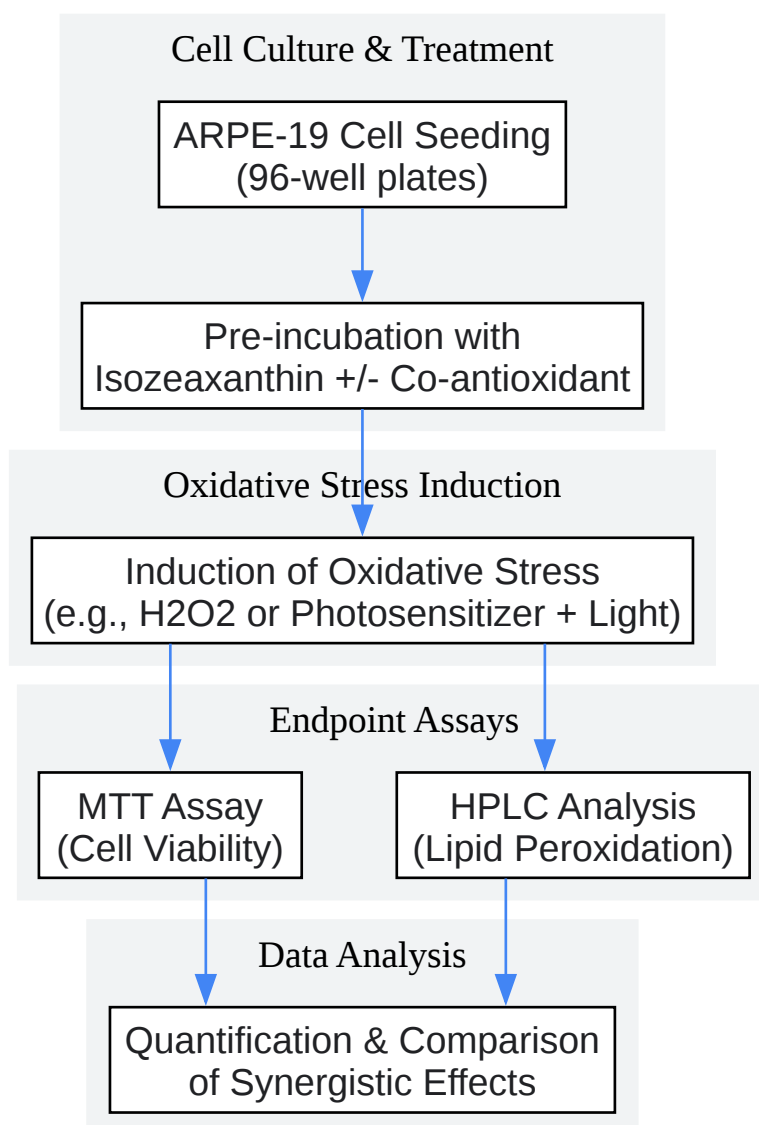 Cell Culture & Treatment
ARPE-19 Cell Seeding
(96-well plates)
Pre-incubation with
Isozeaxanthin +/- Co-antioxidant
Oxidative Stress Induction
Induction of Oxidative Stress
(e.g., H2O2 or Photosensitizer + Light)
Endpoint Assays
MTT Assay
(Cell Viability)
HPLC Analysis
(Lipid Peroxidation)
Data Analysis
Quantification & Comparison
of Synergistic Effects